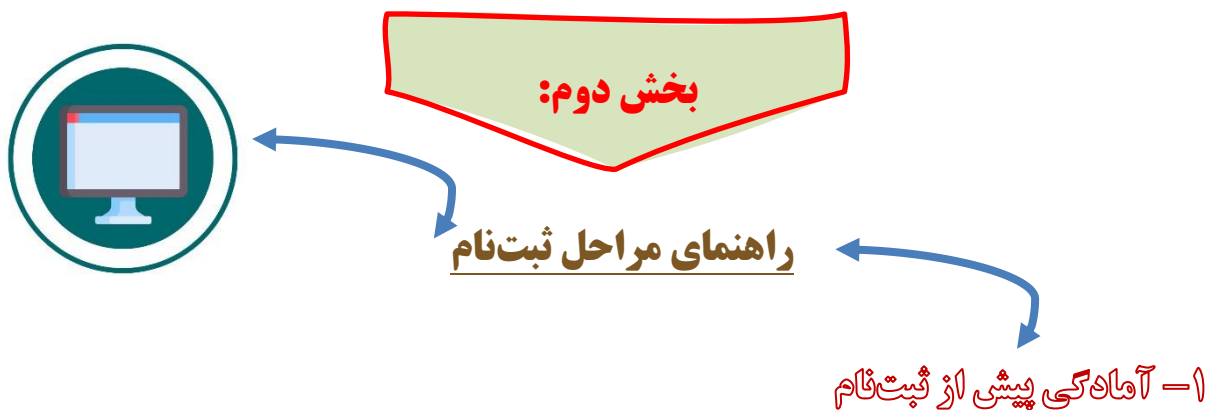 بخش دوم:
راهنمای مراحل ثبت‌نام
۱– آمادگی پیش از ثبت‌نام